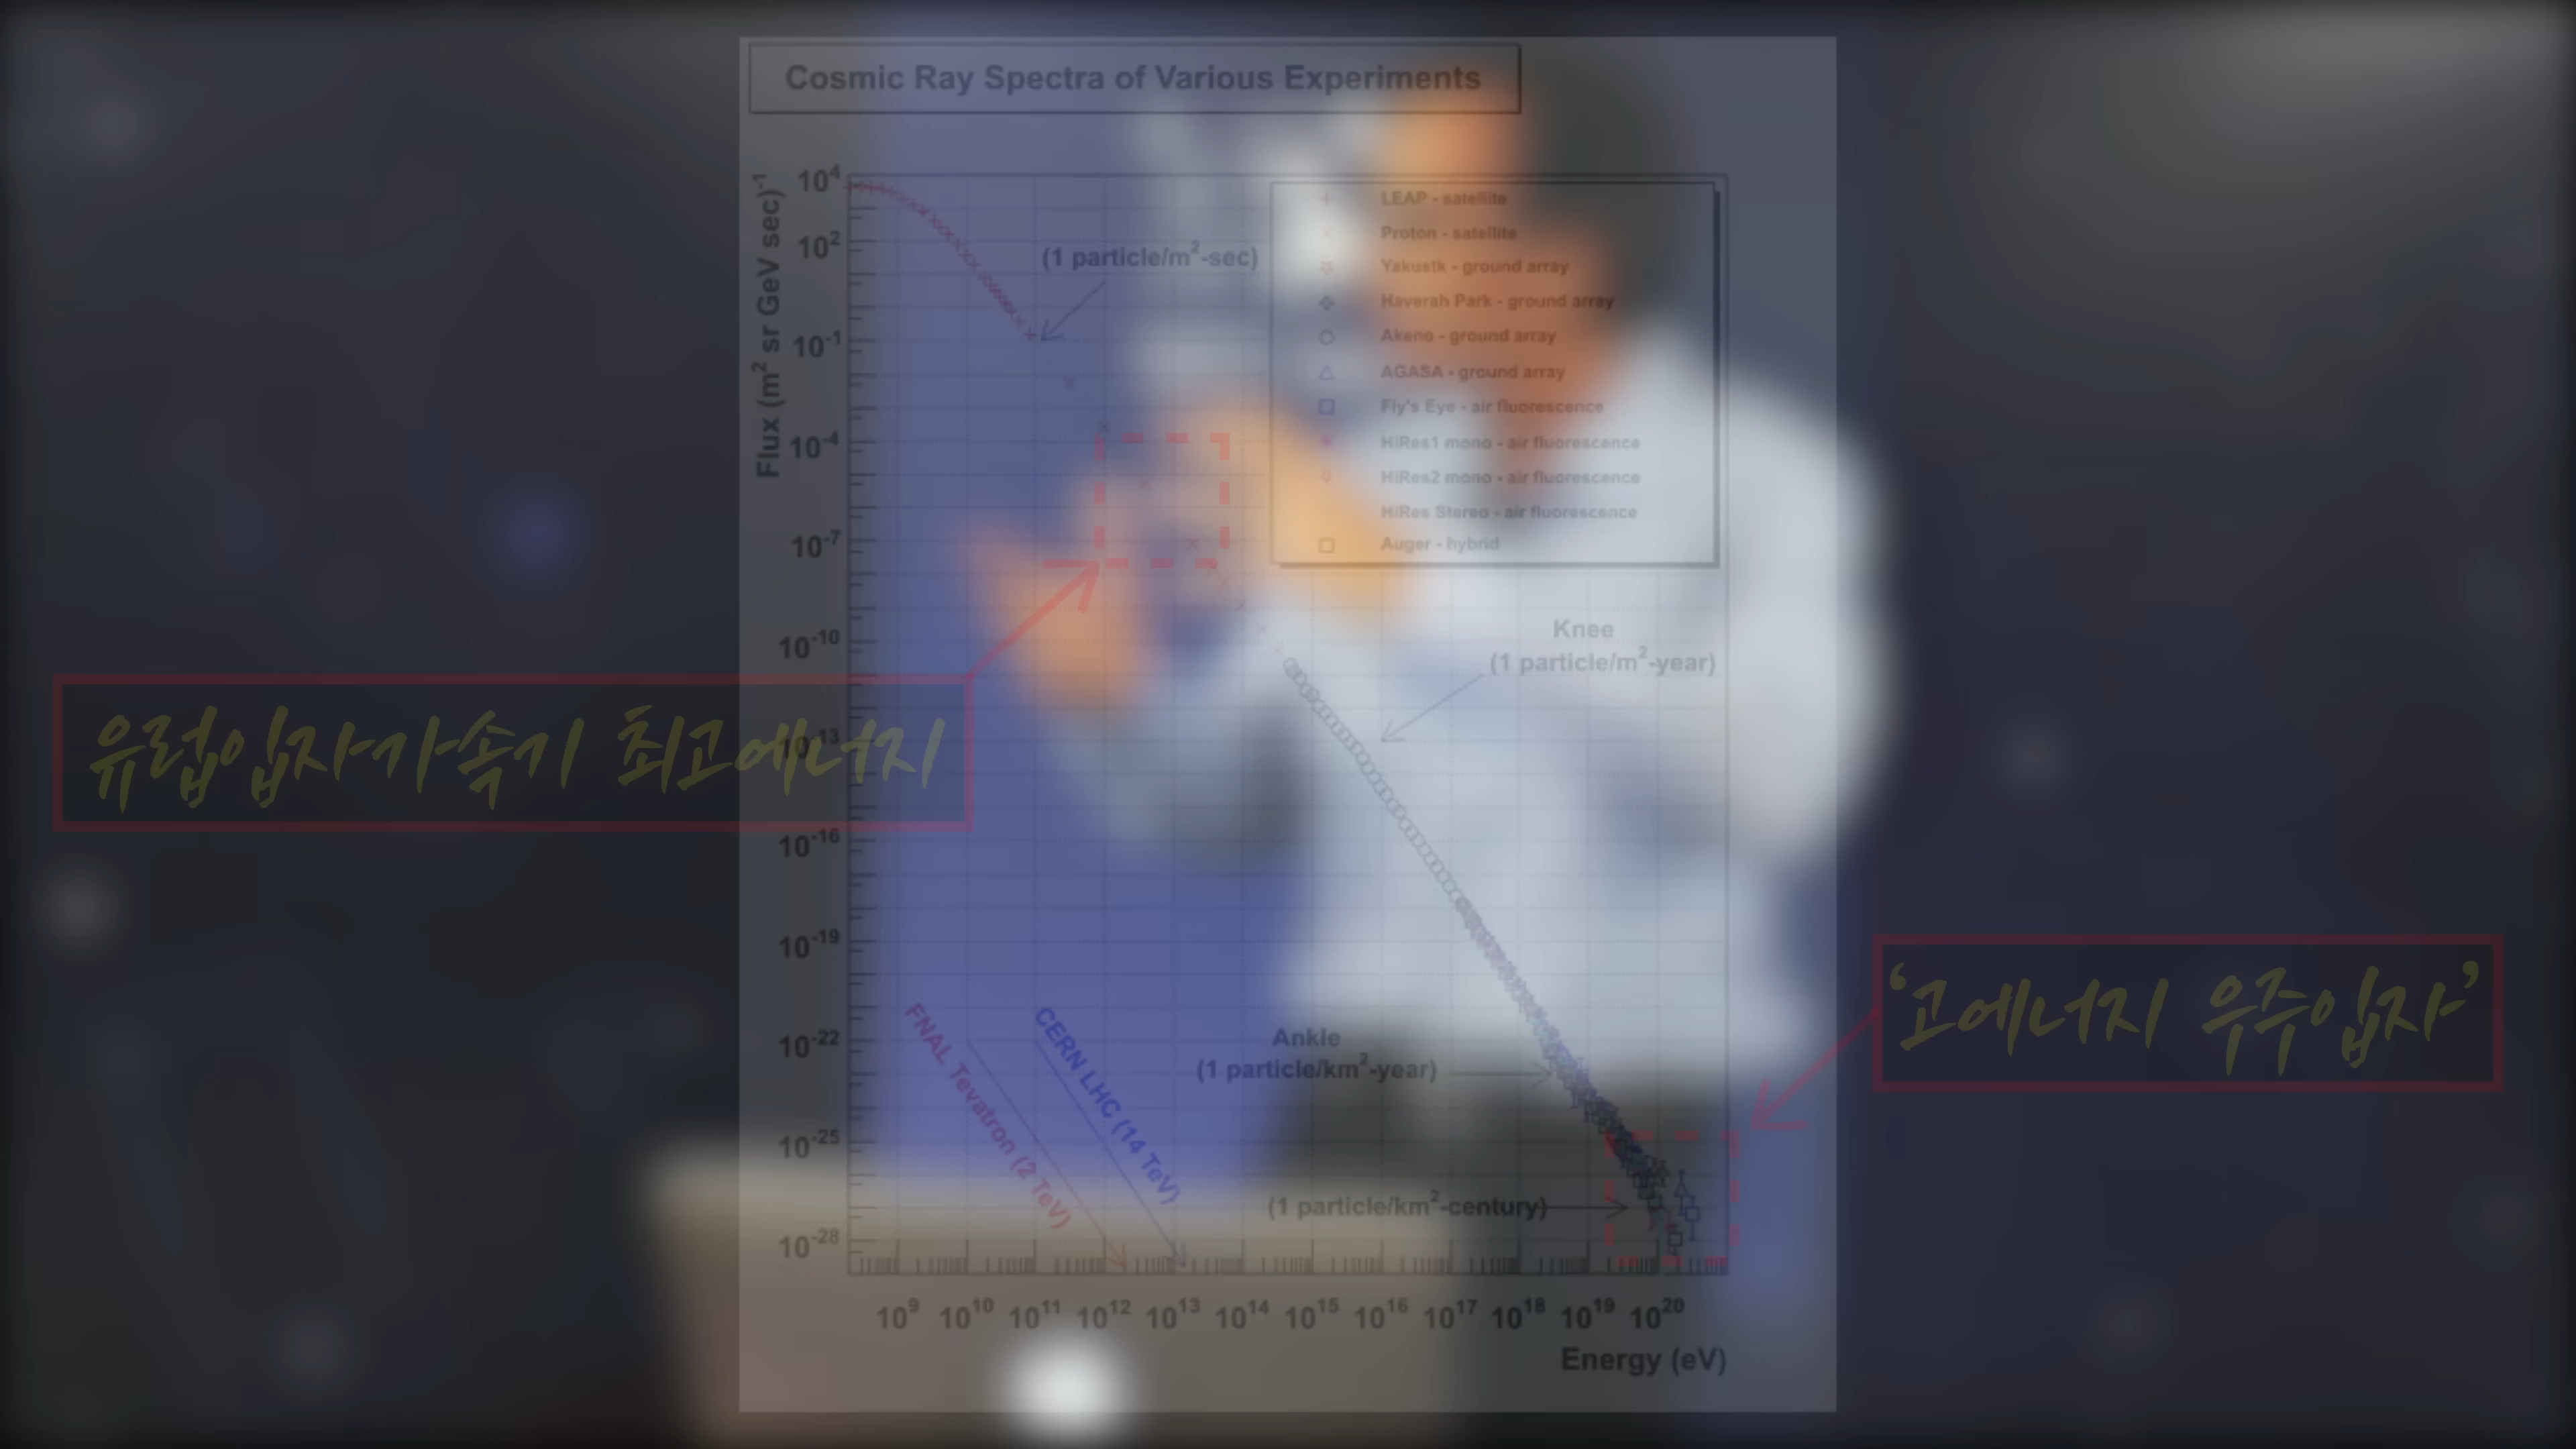 Cosmic Ray Spectra of Various Experiments
Flux (m² sr GeV sec)⁻¹
10⁴
10²
10⁻¹
10⁻⁴
10⁻⁷
10⁻¹⁰
10⁻¹³
10⁻¹⁶
10⁻¹⁹
10⁻²²
10⁻²⁵
10⁻²⁸
(1 particle/m²-sec)
LEAP - satellite
Proton - satellite
Yakustk - ground array
Haverah Park - ground array
Akeno - ground array
AGASA - ground array
Fly's Eye - air fluorescence
HiRes1 mono - air fluorescence
HiRes2 mono - air fluorescence
HiRes Stereo - air fluorescence
Auger - hybrid
Knee
(1 particle/m²-year)
유럽입자가속기 최고에너지
‘고에너지 우주입자’
FNAL Tevatron (2 TeV)
CERN LHC (14 TeV)
Ankle
(1 particle/km²-year)
(1 particle/km²-century)
10⁹ 10¹⁰ 10¹¹ 10¹² 10¹³ 10¹⁴ 10¹⁵ 10¹⁶ 10¹⁷ 10¹⁸ 10¹⁹ 10²⁰
Energy (eV)